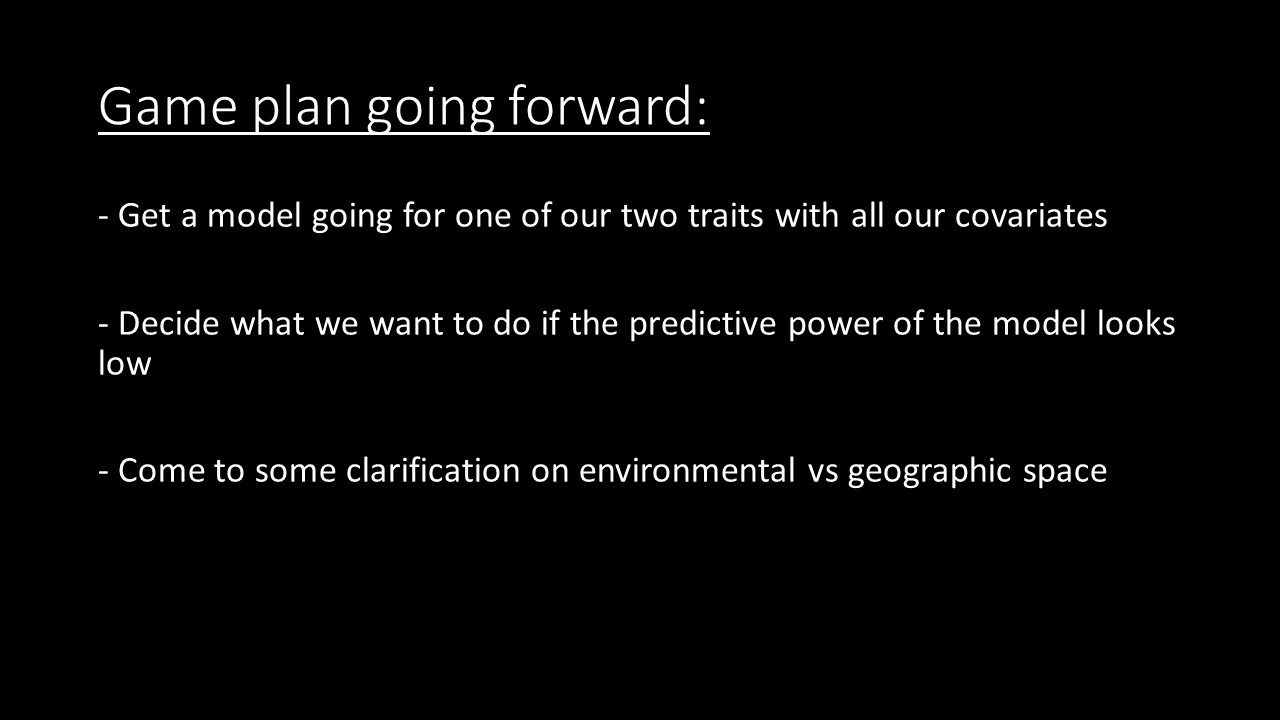 Game plan going forward:
- Get a model going for one of our two traits with all our covariates
- Decide what we want to do if the predictive power of the model looks
low
- Come to some clarification on environmental vs geographic space